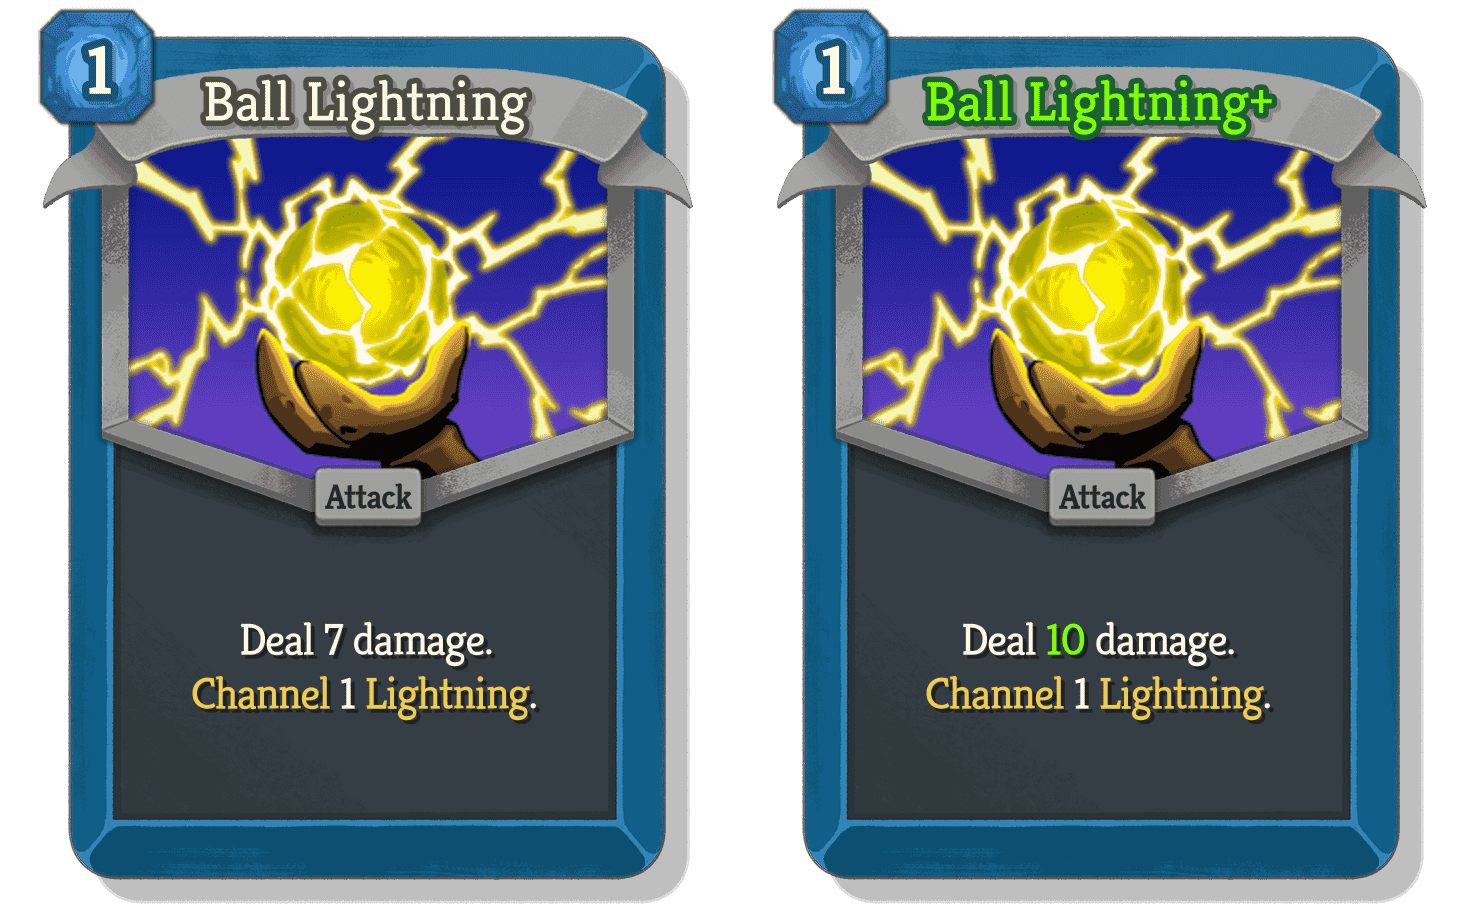 1
Ball Lightning
Attack
Deal 7 damage.
Channel 1 Lightning.
1
Ball Lightning+
Attack
Deal 10 damage.
Channel 1 Lightning.